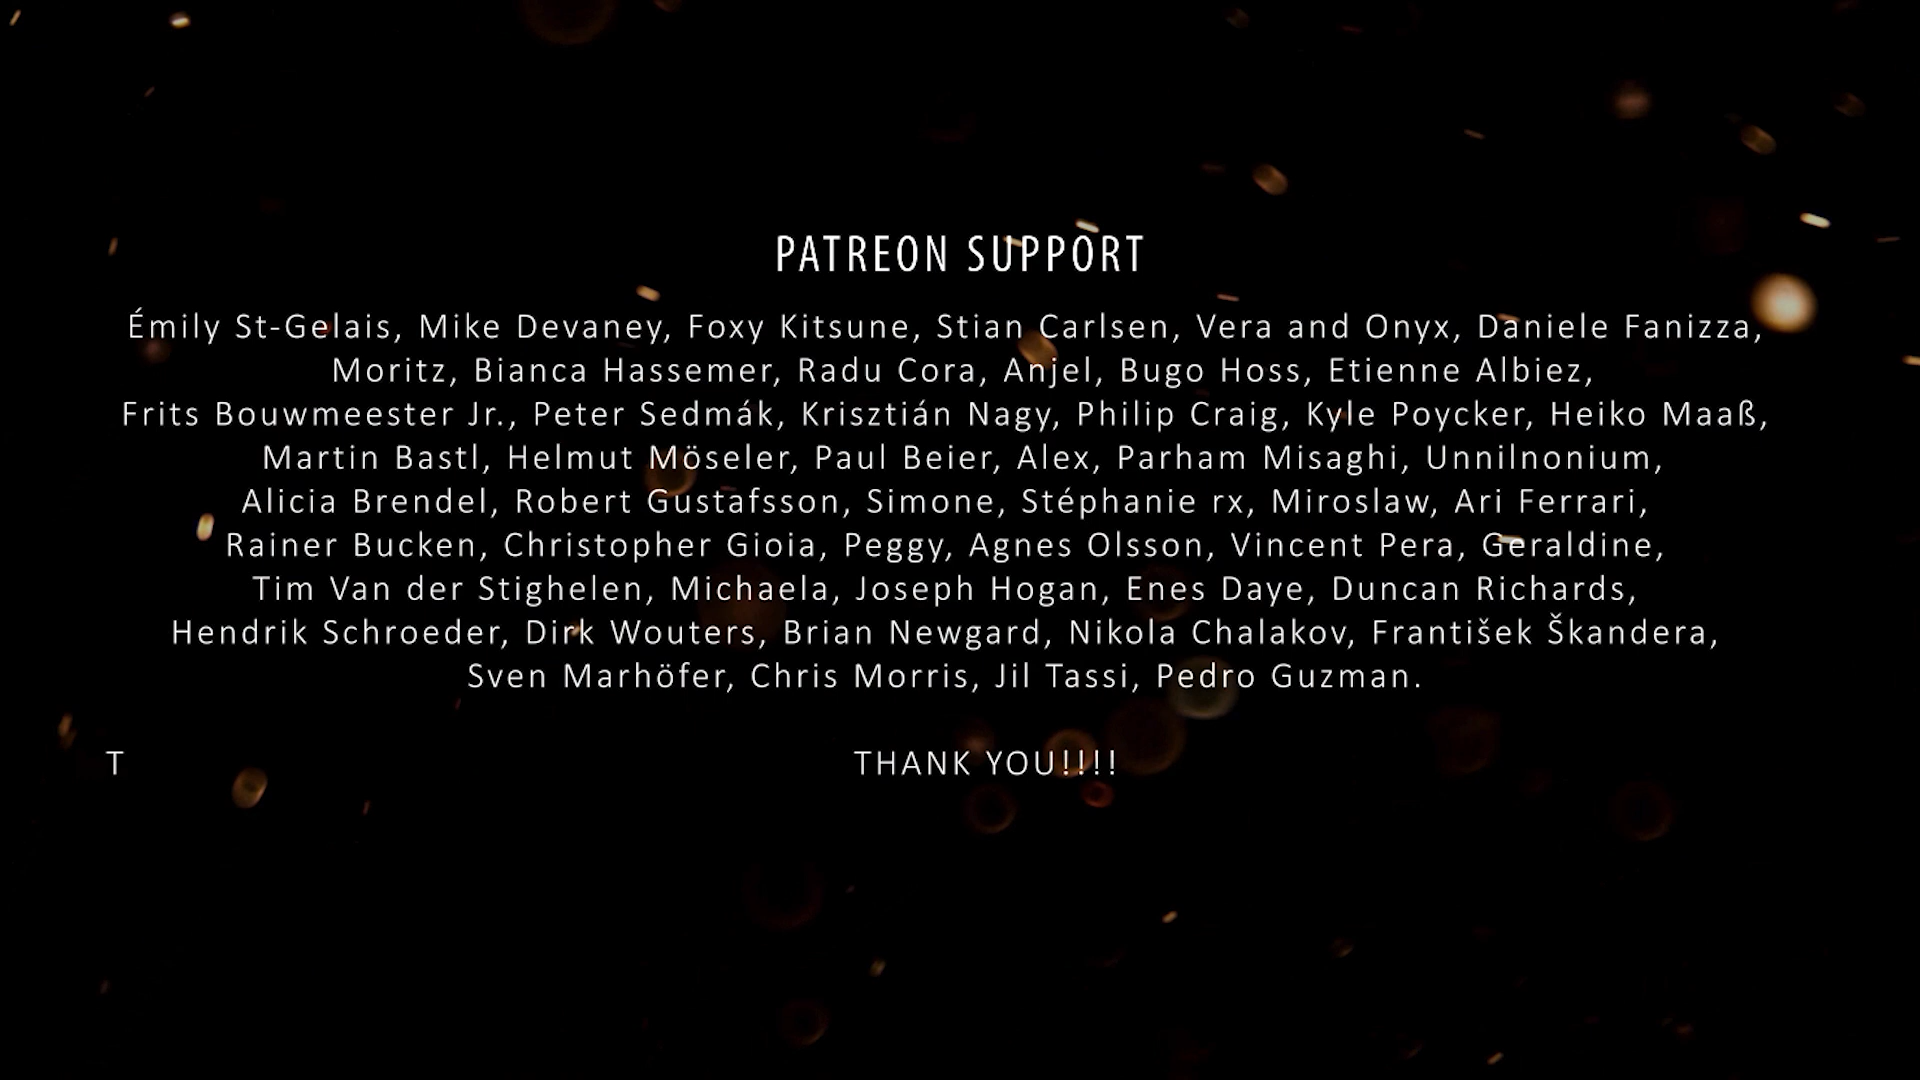 PATREON SUPPORT
Émily St-Gelais, Mike Devaney, Foxy Kitsune, Stian Carlsen, Vera and Onyx, Daniele Fanizza,
Moritz, Bianca Hassemer, Radu Cora, Anjel, Bugo Hoss, Etienne Albiez,
Frits Bouwmeester Jr., Peter Sedmák, Krisztián Nagy, Philip Craig, Kyle Poycker, Heiko Maaß,
Martin Bastl, Helmut Möseler, Paul Beier, Alex, Parham Misaghi, Unnilnonium,
Alicia Brendel, Robert Gustafsson, Simone, Stéphanie rx, Miroslaw, Ari Ferrari,
Rainer Bucken, Christopher Gioia, Peggy, Agnes Olsson, Vincent Pera, Geraldine,
Tim Van der Stighelen, Michaela, Joseph Hogan, Enes Daye, Duncan Richards,
Hendrik Schroeder, Dirk Wouters, Brian Newgard, Nikola Chalakov, František Škandera,
Sven Marhöfer, Chris Morris, Jil Tassi, Pedro Guzman.
T THANK YOU!!!!